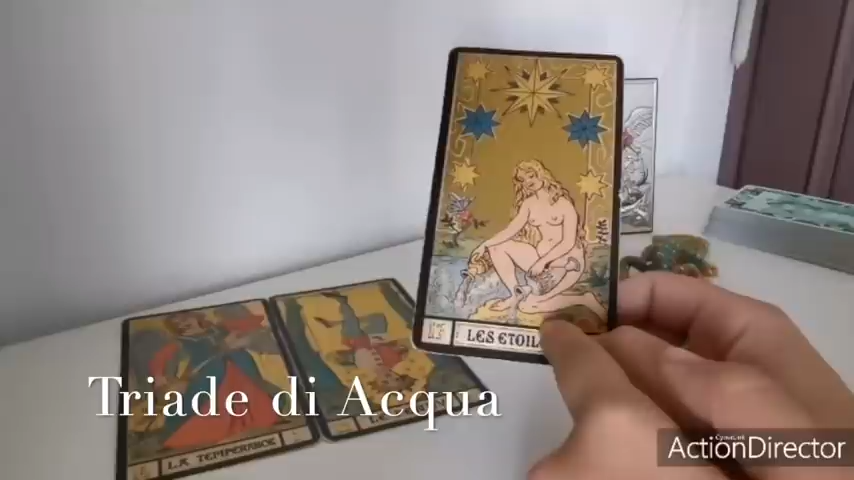 LES ETOIL
LA TEMPERANCE
Triade di Acqua
ActionDirector